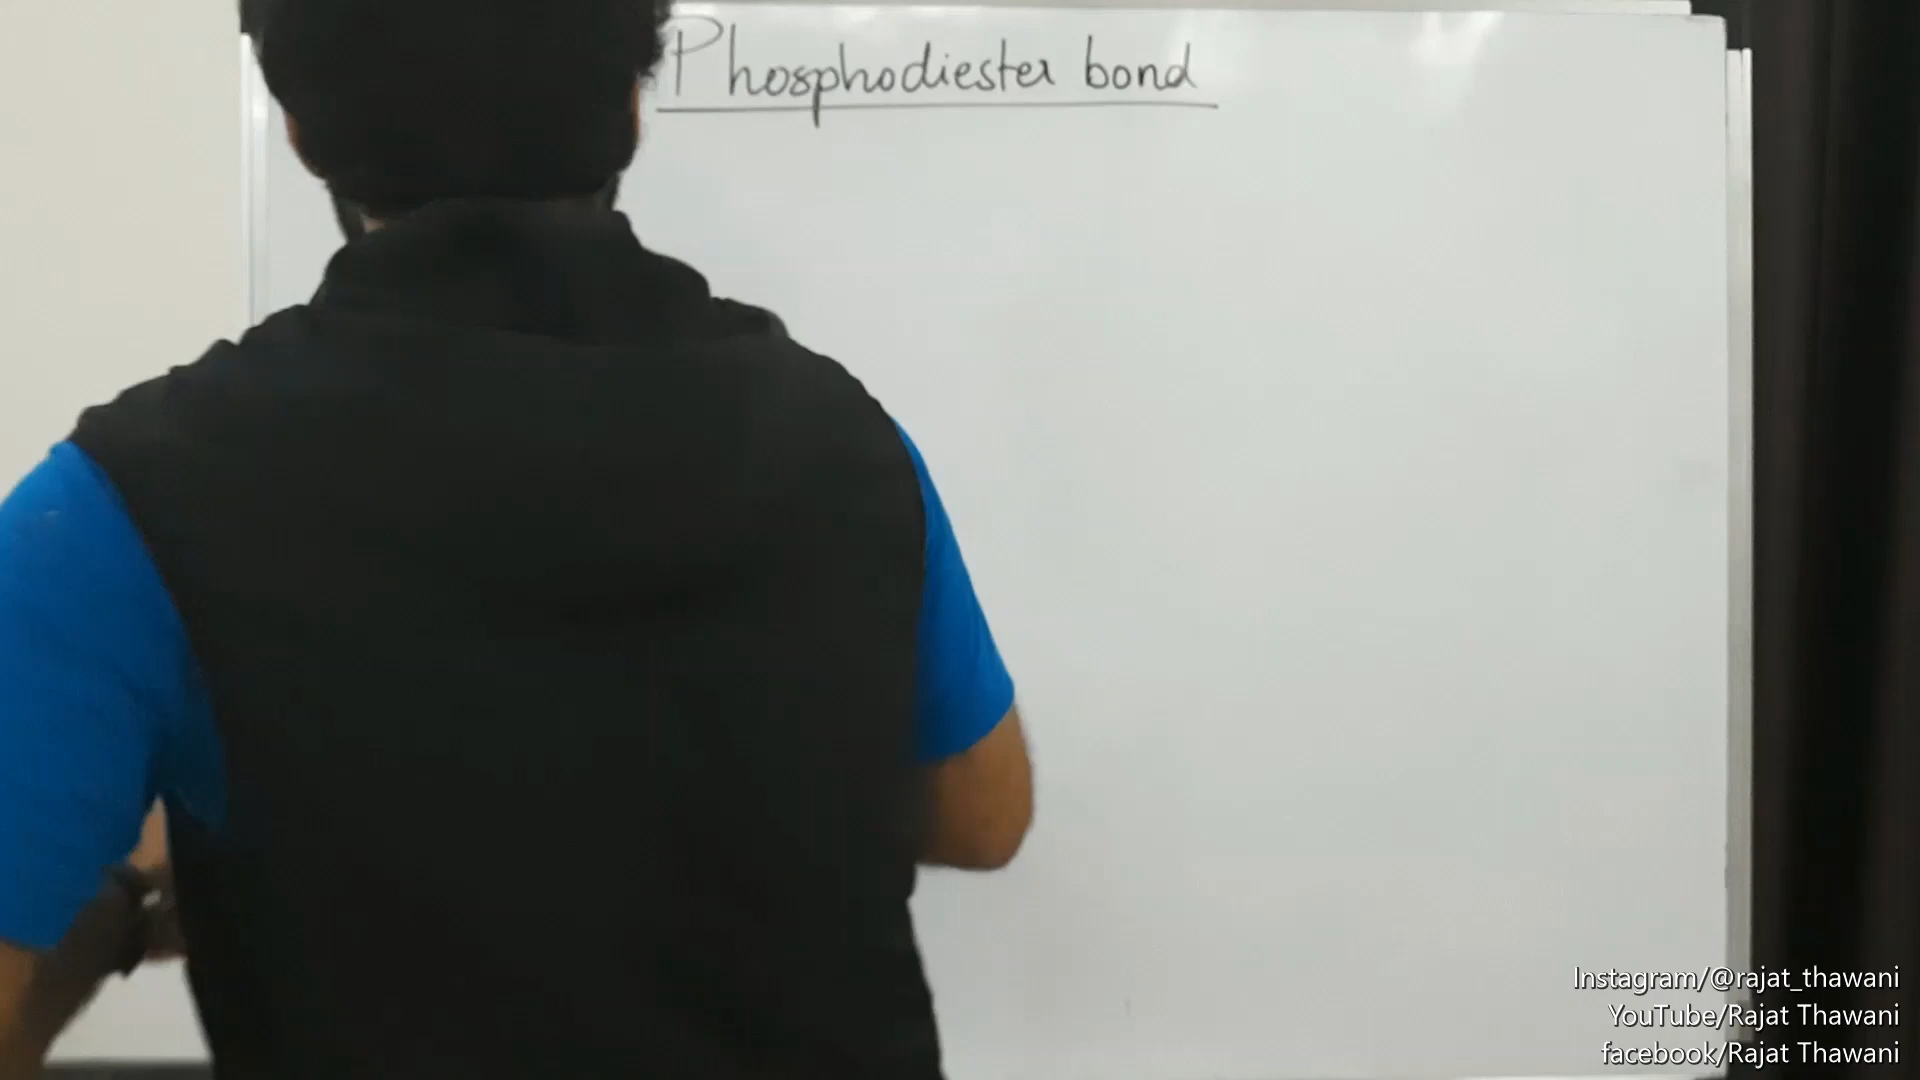 Phosphodiester bond
Instagram/@rajat_thawani
YouTube/Rajat Thawani
facebook/Rajat Thawani